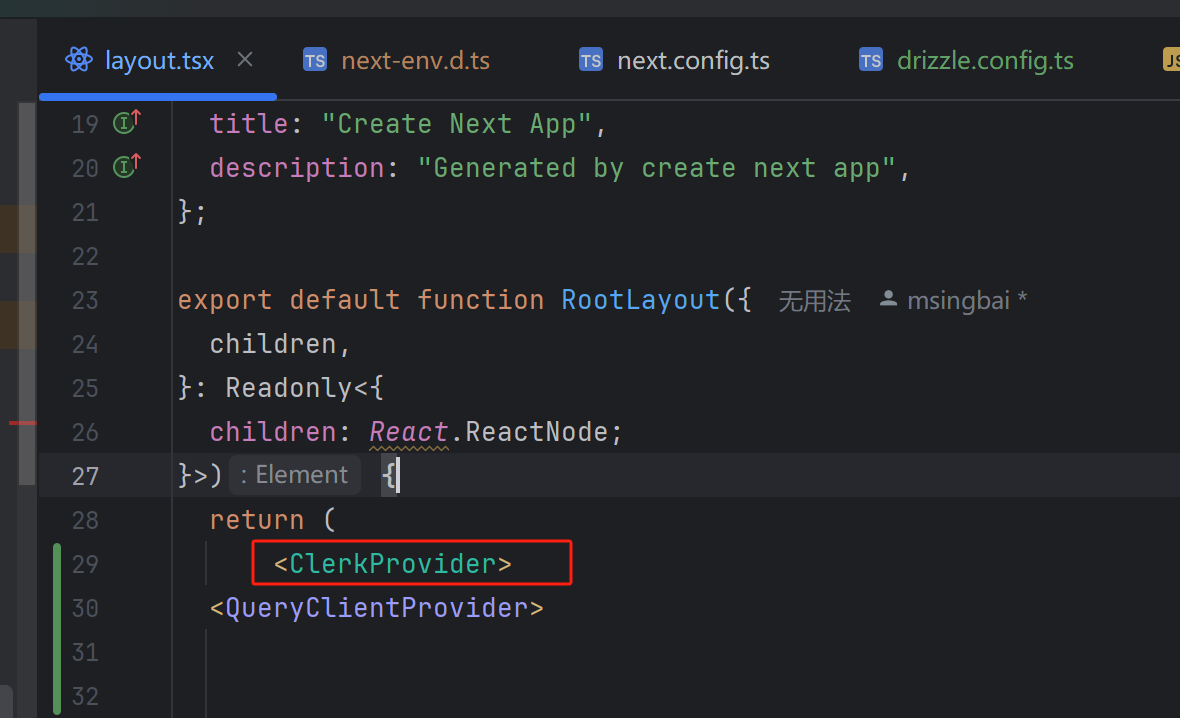 layout.tsx TS next-env.d.ts TS next.config.ts TS drizzle.config.ts JS
19 title: "Create Next App",
20 description: "Generated by create next app",
21 };
22
23 export default function RootLayout({ 无用法 msingbai *
24 children,
25 }: Readonly<{
26 children: React.ReactNode;
27 }>) : Element {
28 return (
29 <ClerkProvider>
30 <QueryClientProvider>
31
32